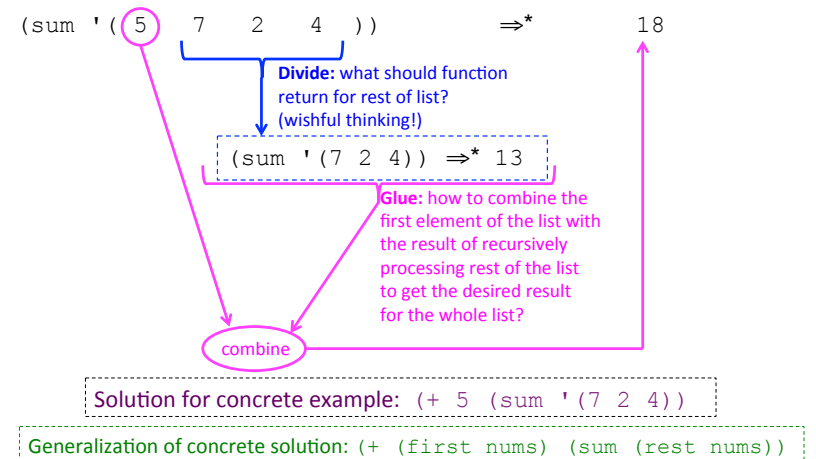 (sum '( 5 7 2 4 )) ⇒* 18
Divide: what should function
return for rest of list?
(wishful thinking!)
(sum '(7 2 4)) ⇒* 13
Glue: how to combine the
first element of the list with
the result of recursively
processing rest of the list
to get the desired result
for the whole list?
combine
Solution for concrete example: (+ 5 (sum '(7 2 4))
Generalization of concrete solution: (+ (first nums) (sum (rest nums))